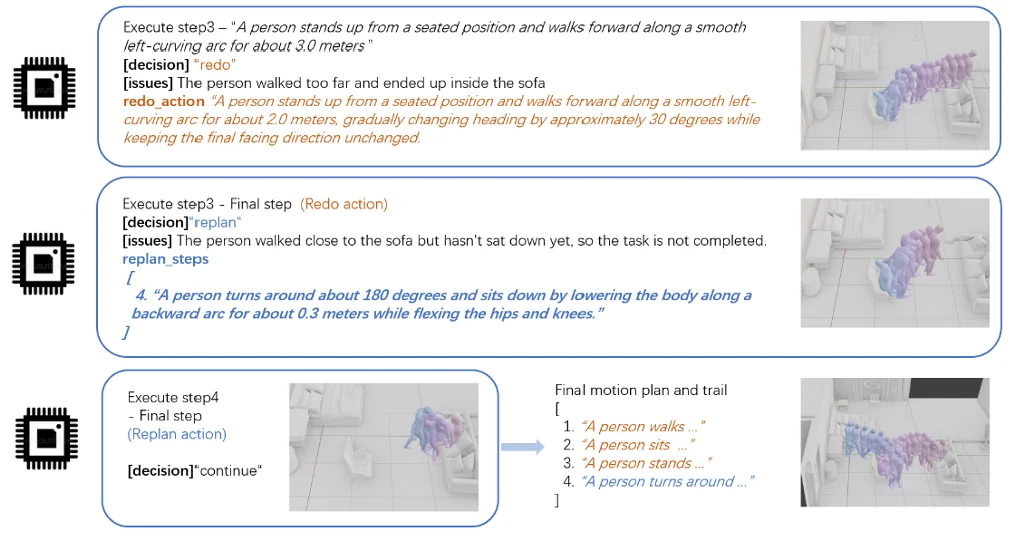 Execute step3 – “A person stands up from a seated position and walks forward along a smooth
left-curving arc for about 3.0 meters ”
[decision] “redo”
[issues] The person walked too far and ended up inside the sofa
redo_action “A person stands up from a seated position and walks forward along a smooth left-
curving arc for about 2.0 meters, gradually changing heading by approximately 30 degrees while
keeping the final facing direction unchanged.
Execute step3 - Final step (Redo action)
[decision]“replan“
[issues] The person walked close to the sofa but hasn't sat down yet, so the task is not completed.
replan_steps
[
4. “A person turns around about 180 degrees and sits down by lowering the body along a
backward arc for about 0.3 meters while flexing the hips and knees.”
]
Execute step4
- Final step
(Replan action)
[decision]“continue“
Final motion plan and trail
[
1. “A person walks ...”
2. “A person sits ...”
3. “A person stands ...”
4. “A person turns around ...”
]